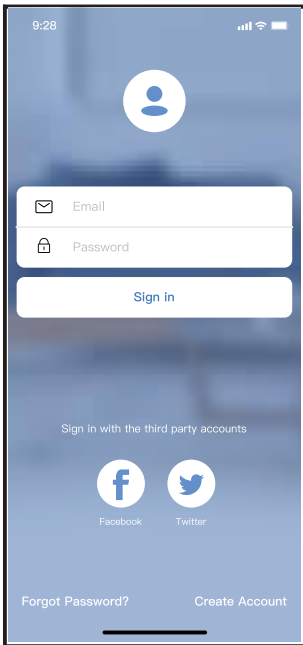 9:28
Email
Password
Sign in
Sign in with the third party accounts
Facebook Twitter
Forgot Password? Create Account